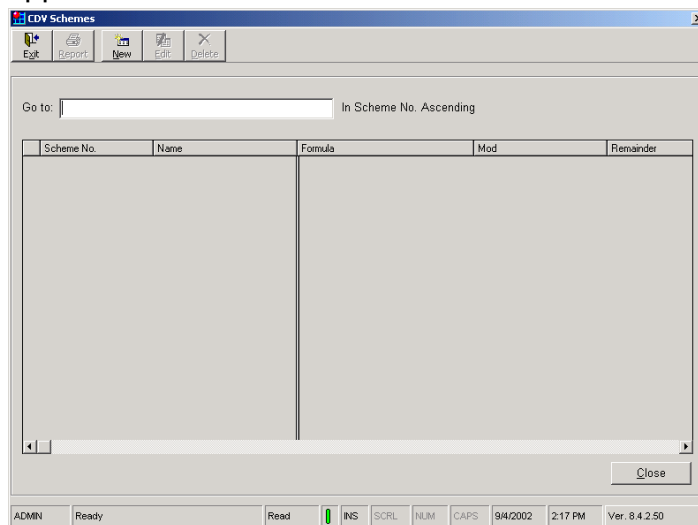 CDV Schemes
Exit Report New Edit Delete
Go to: In Scheme No. Ascending
Scheme No. Name Formula Mod Remainder
Close
ADMIN Ready Read INS SCRL NUM CAPS 9/4/2002 2:17 PM Ver. 8.4.2.50